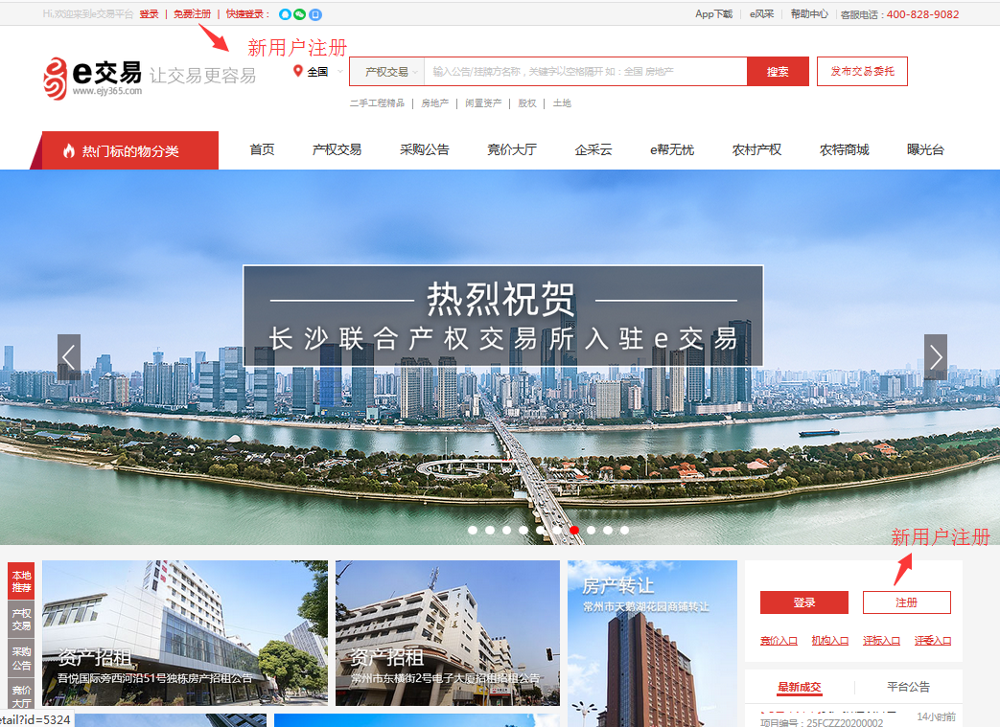 Hi,欢迎来到e交易平台 登录 | 免费注册 | 快捷登录： App下载 e风采 帮助中心 客服电话：400-828-9082
新用户注册
e交易 让交易更容易
www.ejy365.com
全国 产权交易 输入公告/挂牌方名称，关键字以空格隔开 如：全国 房地产 搜索 发布交易委托
二手工程精品 | 房地产 | 闲置资产 | 股权 | 土地
热门标的物分类 首页 产权交易 采购公告 竞价大厅 企采云 e帮无忧 农村产权 农特商城 曝光台
热烈祝贺
长沙联合产权交易所入驻e交易
新用户注册
本地
推荐
产权
交易
采购
公告
竞价
大厅
资产招租
吾悦国际旁西河沿51号独栋房产招租公告
资产招租
常州市东横街2号电子大厦招租招租公告
房产转让
常州市天鹅湖花园商铺转让
登录 注册
竞价入口 机构入口 评标入口 评委入口
最新成交 平台公告
项目编号：25FCZZ20200002 14小时前
etail?id=5324